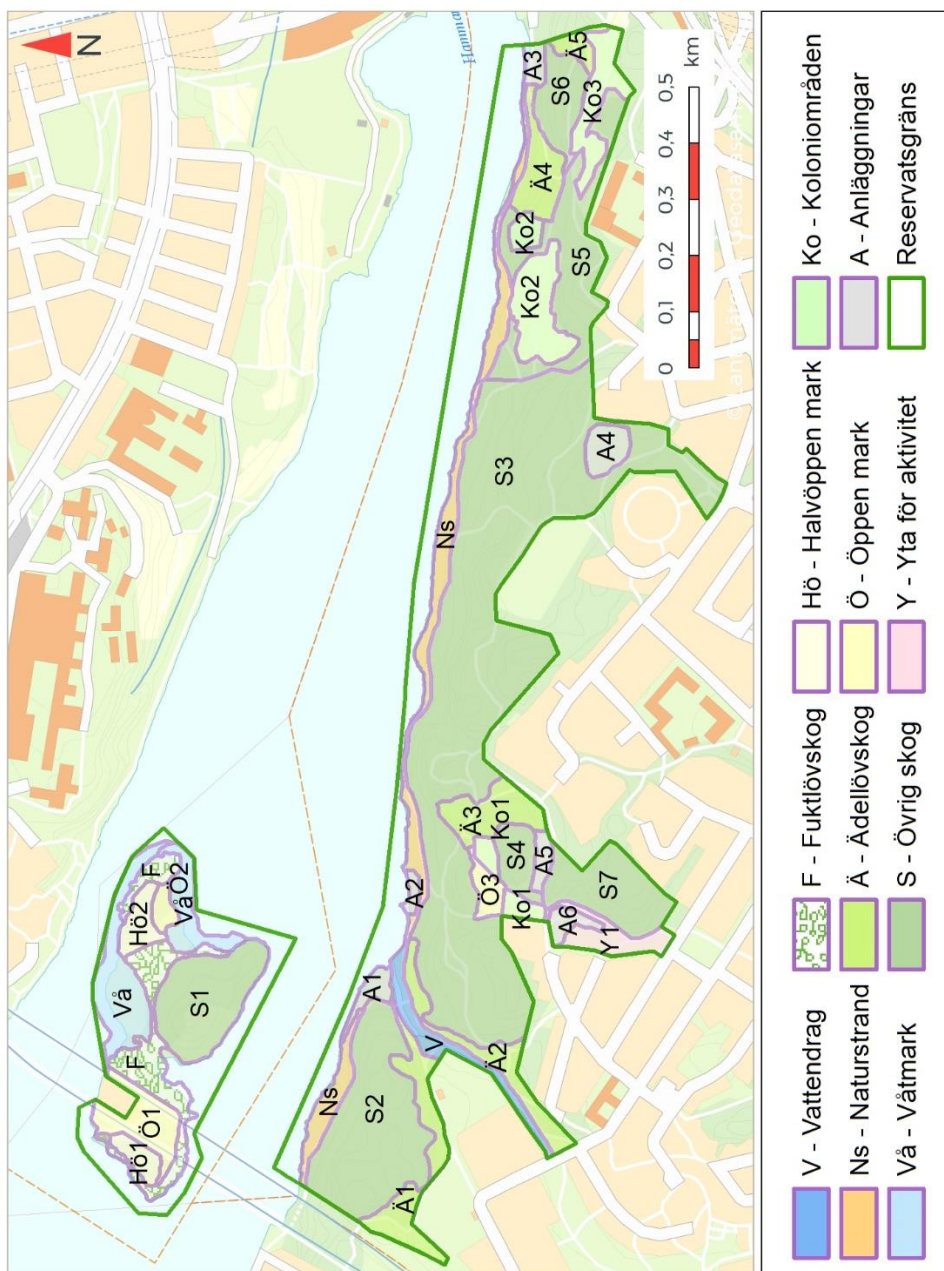 N
Vå
Hö1
F
Hö2
F
Ö1
VåÖ2
S1
Ns
A1
S2
Ä1
A2
V
Ns
Ä3
Ö3
Ä2
Ko1
S3
S4
Ko1
Ko2
Ko2
A3
Ä4
A5
S6
A6
S5
Ä5
Ko3
S7
A4
Y1
0 0,1 0,2 0,3 0,4 0,5
km
V - Vattendrag F - Fuktlövskog Hö - Halvöppen mark Ko - Koloniområden
Ns - Naturstrand Ä - Ädellövskog Ö - Öppen mark A - Anläggningar
Vå - Våtmark S - Övrig skog Y - Yta för aktivitet Reservatsgräns